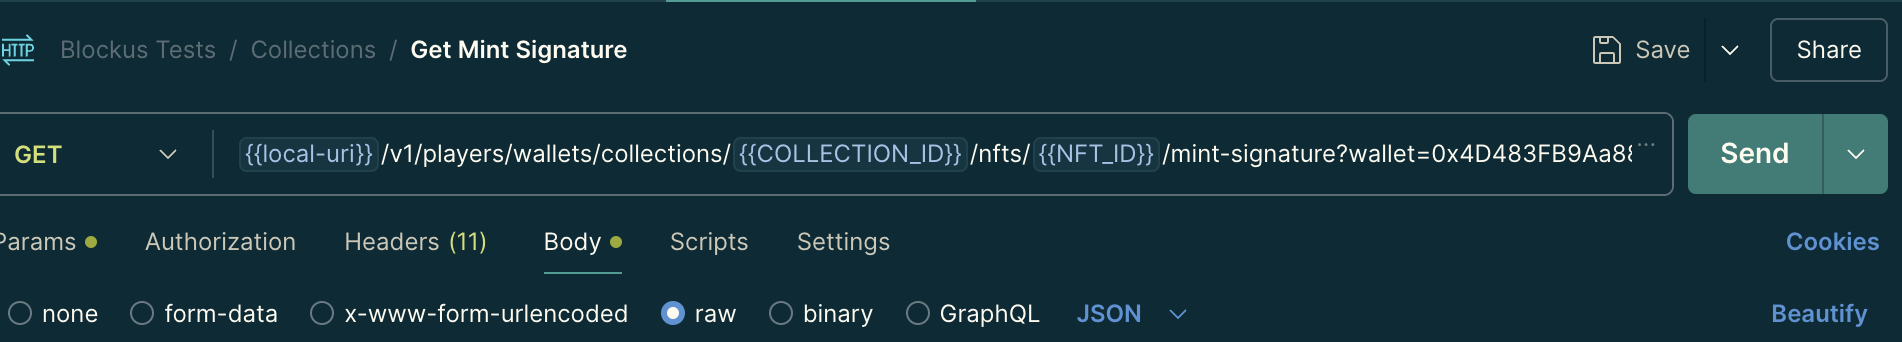 HTTP Blockus Tests / Collections / Get Mint Signature Save Share
GET {{local-uri}}/v1/players/wallets/collections/{{COLLECTION_ID}}/nfts/{{NFT_ID}}/mint-signature?wallet=0x4D483FB9Aa88 ... Send
Params Authorization Headers (11) Body Scripts Settings Cookies
none form-data x-www-form-urlencoded raw binary GraphQL JSON Beautify